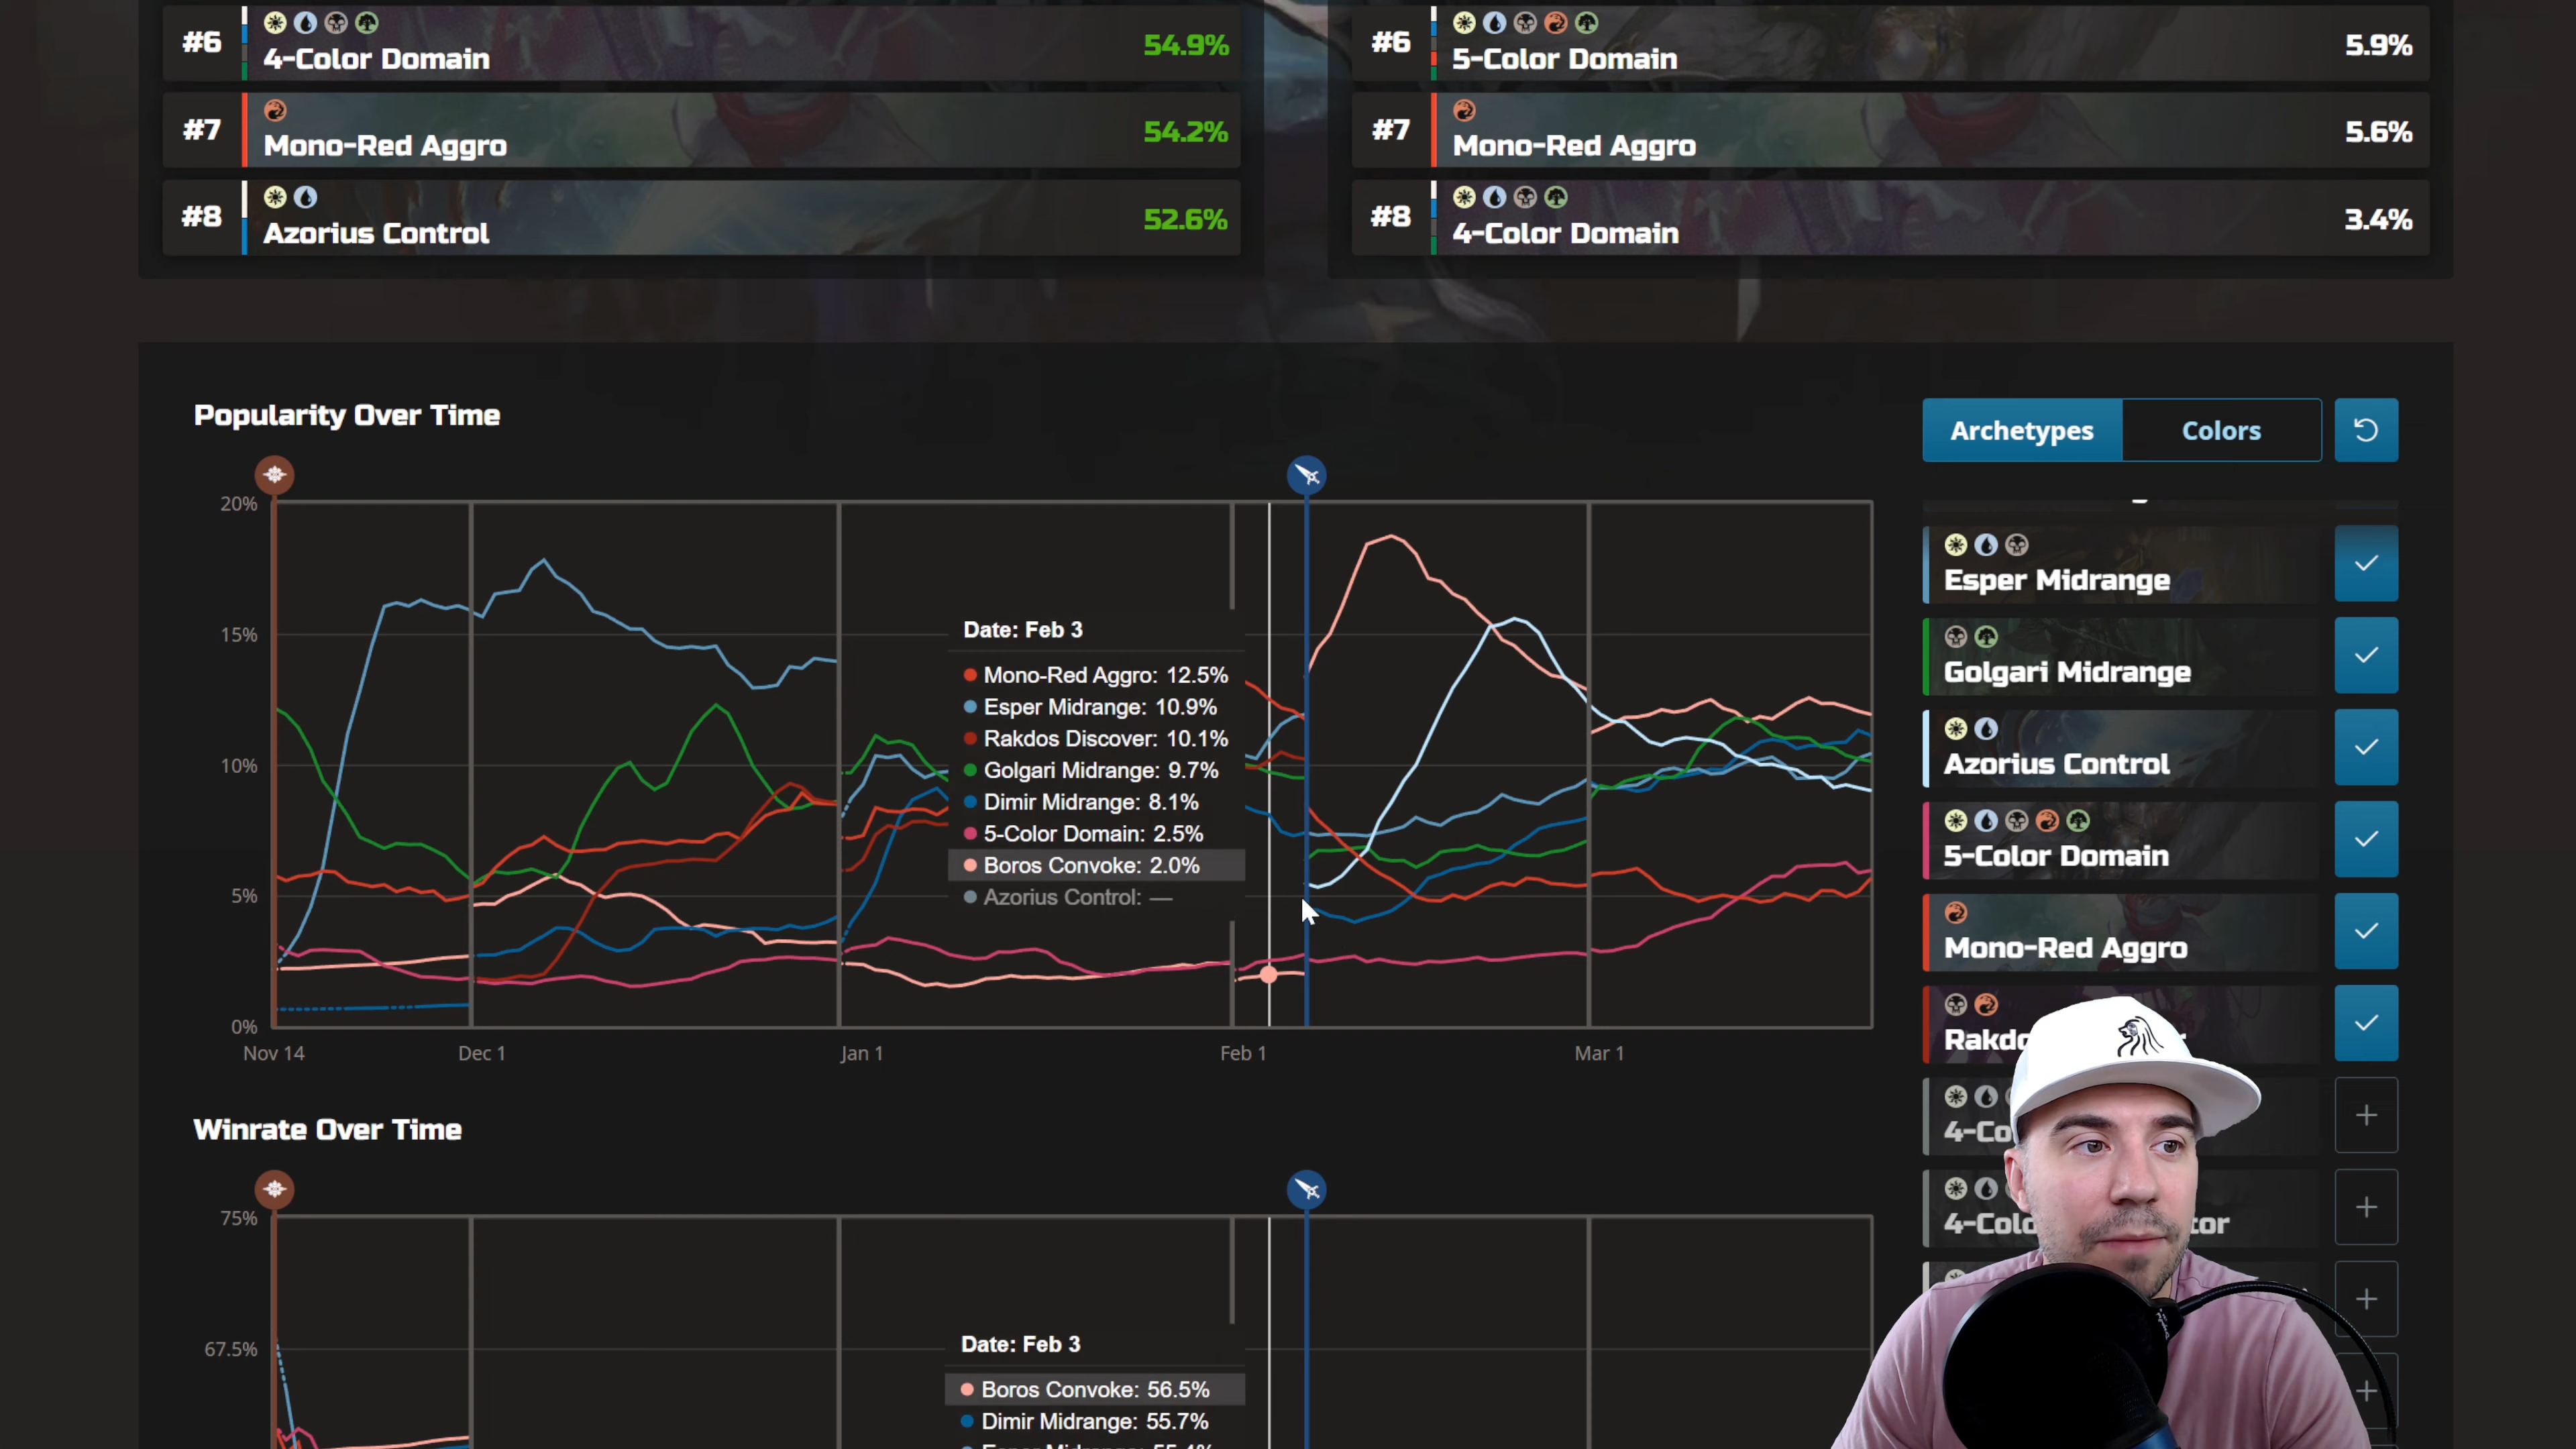 #6
4-Color Domain
54.9%
#7
Mono-Red Aggro
54.2%
#8
Azorius Control
52.6%
#6
5-Color Domain
5.9%
#7
Mono-Red Aggro
5.6%
#8
4-Color Domain
3.4%
Popularity Over Time
Archetypes
Colors
20%
15%
10%
5%
0%
Nov 14
Dec 1
Jan 1
Feb 1
Mar 1
Date: Feb 3
Mono-Red Aggro: 12.5%
Esper Midrange: 10.9%
Rakdos Discover: 10.1%
Golgari Midrange: 9.7%
Dimir Midrange: 8.1%
5-Color Domain: 2.5%
Boros Convoke: 2.0%
Azorius Control: —
Esper Midrange
Golgari Midrange
Azorius Control
5-Color Domain
Mono-Red Aggro
Winrate Over Time
75%
67.5%
Date: Feb 3
Boros Convoke: 56.5%
Dimir Midrange: 55.7%